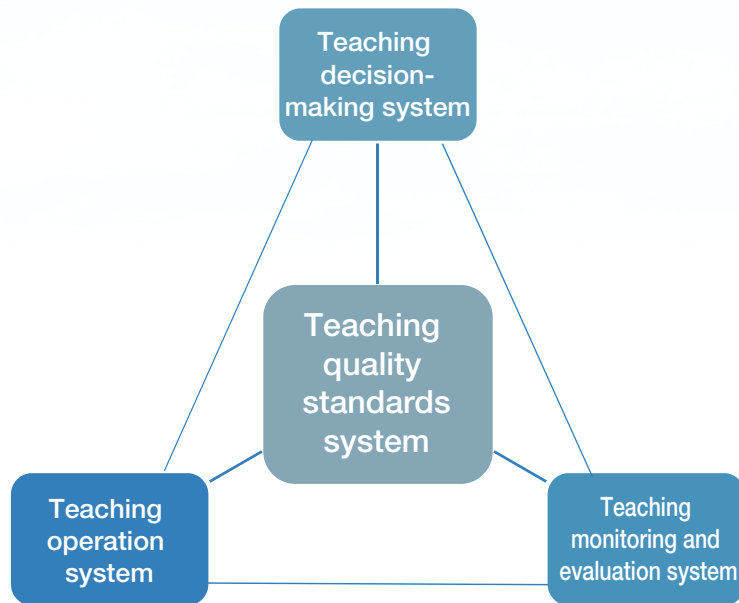 Teaching
decision-
making system
Teaching
quality
standards
system
Teaching
operation
system
Teaching
monitoring and
evaluation system